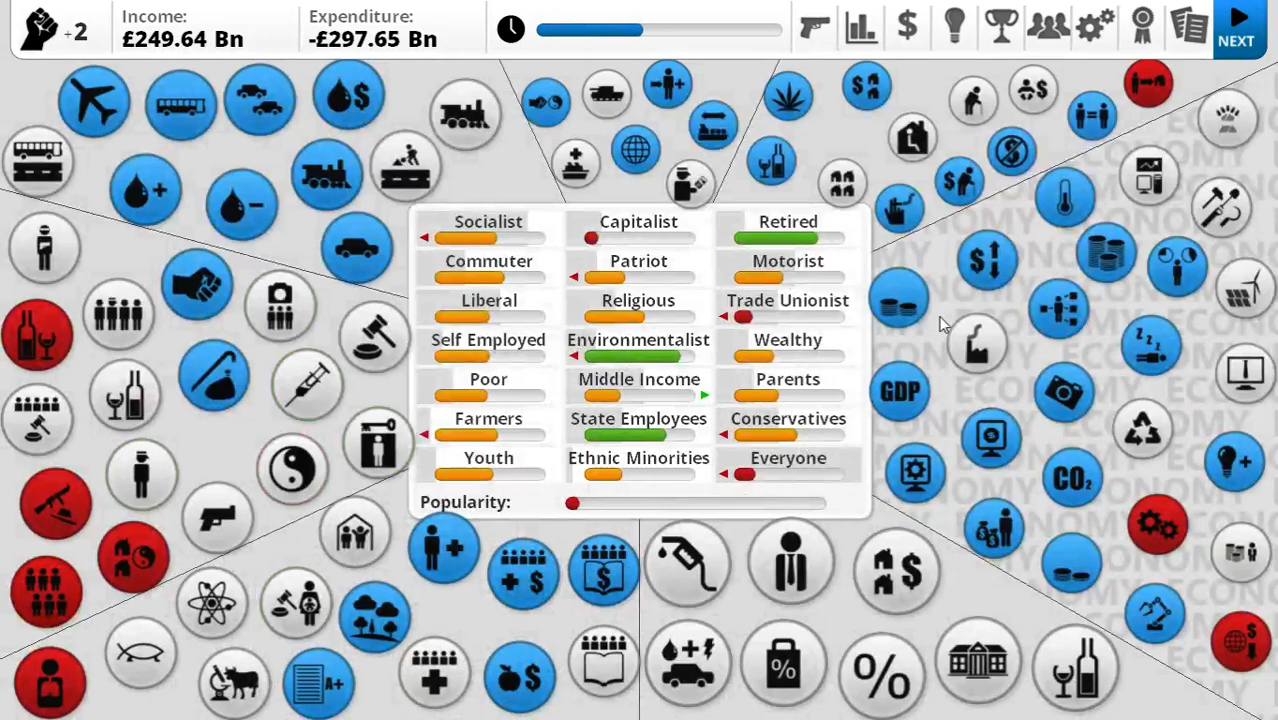 Income: Expenditure:
+2 £249.64 Bn -£297.65 Bn
NEXT
Socialist Capitalist Retired
Commuter Patriot Motorist
Liberal Religious Trade Unionist
Self Employed Environmentalist Wealthy
Poor Middle Income Parents
Farmers State Employees Conservatives
Youth Ethnic Minorities Everyone
Popularity:
GDP
CO₂
A+
%
%
ECONOMY